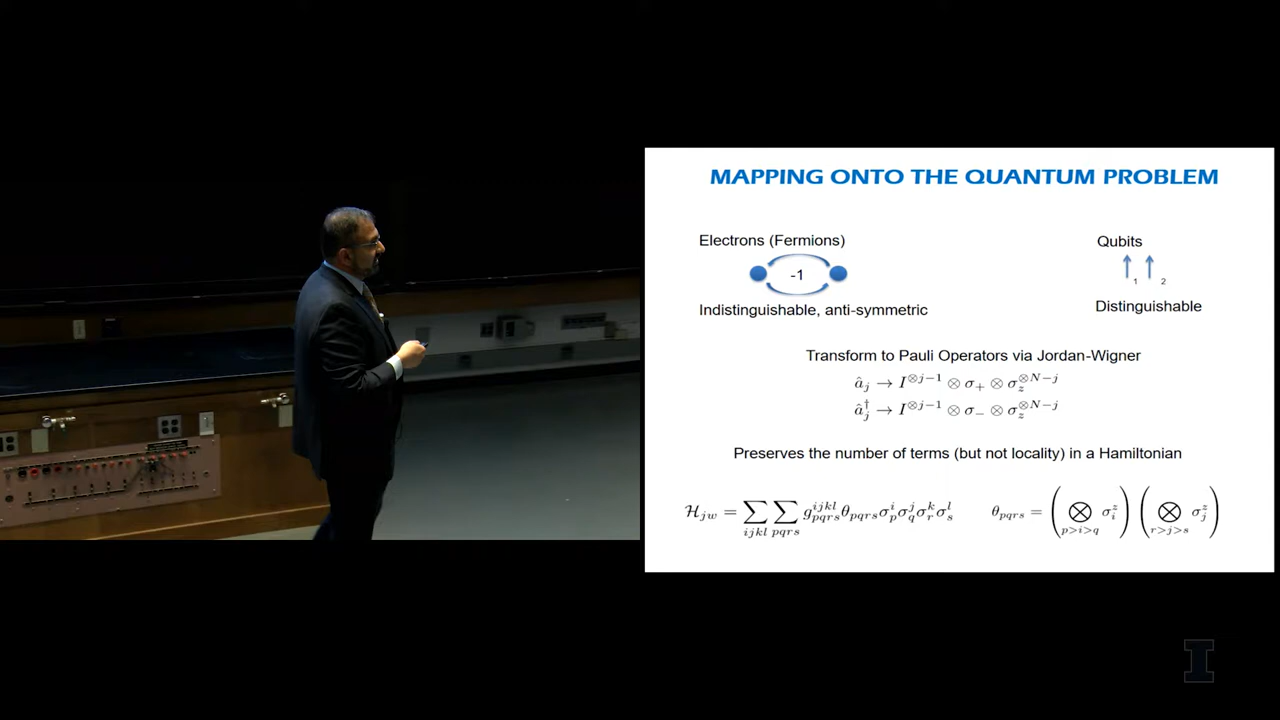 MAPPING ONTO THE QUANTUM PROBLEM
Electrons (Fermions)
-1
Indistinguishable, anti-symmetric
Qubits
1 2
Distinguishable
Transform to Pauli Operators via Jordan-Wigner
â_j → I^{⊗j−1} ⊗ σ_+ ⊗ σ_z^{⊗N−j}
â_j^† → I^{⊗j−1} ⊗ σ_− ⊗ σ_z^{⊗N−j}
Preserves the number of terms (but not locality) in a Hamiltonian
ℋ_{jw} = ∑_{ijkl} ∑_{pqrs} g_{pqrs}^{ijkl} θ_{pqrs} σ_p^i σ_q^j σ_r^k σ_s^l
θ_{pqrs} = (⊗_{p>i>q} σ_i^z) (⊗_{r>j>s} σ_j^z)
I